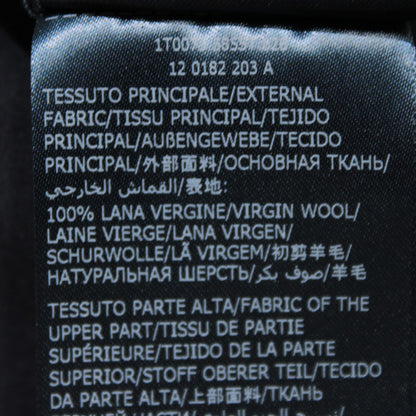 12 0182 203 A
TESSUTO PRINCIPALE/EXTERNAL
FABRIC/TISSU PRINCIPAL/TEJIDO
PRINCIPAL/AUßENGEWEBE/TECIDO
PRINCIPAL/外部面料/ОСНОВНАЯ ТКАНЬ/
القماش الخارجي/表地:
100% LANA VERGINE/VIRGIN WOOL/
LAINE VIERGE/LANA VIRGEN/
SCHURWOLLE/LÃ VIRGEM/初剪羊毛/
НАТУРАЛЬНАЯ ШЕРСТЬ/صوف بكر/羊毛
TESSUTO PARTE ALTA/FABRIC OF THE
UPPER PART/TISSU DE PARTIE
SUPÉRIEURE/TEJIDO DE LA PARTE
SUPERIOR/STOFF OBERER TEIL/TECIDO
DA PARTE ALTA/上部面料/ТКАНЬ